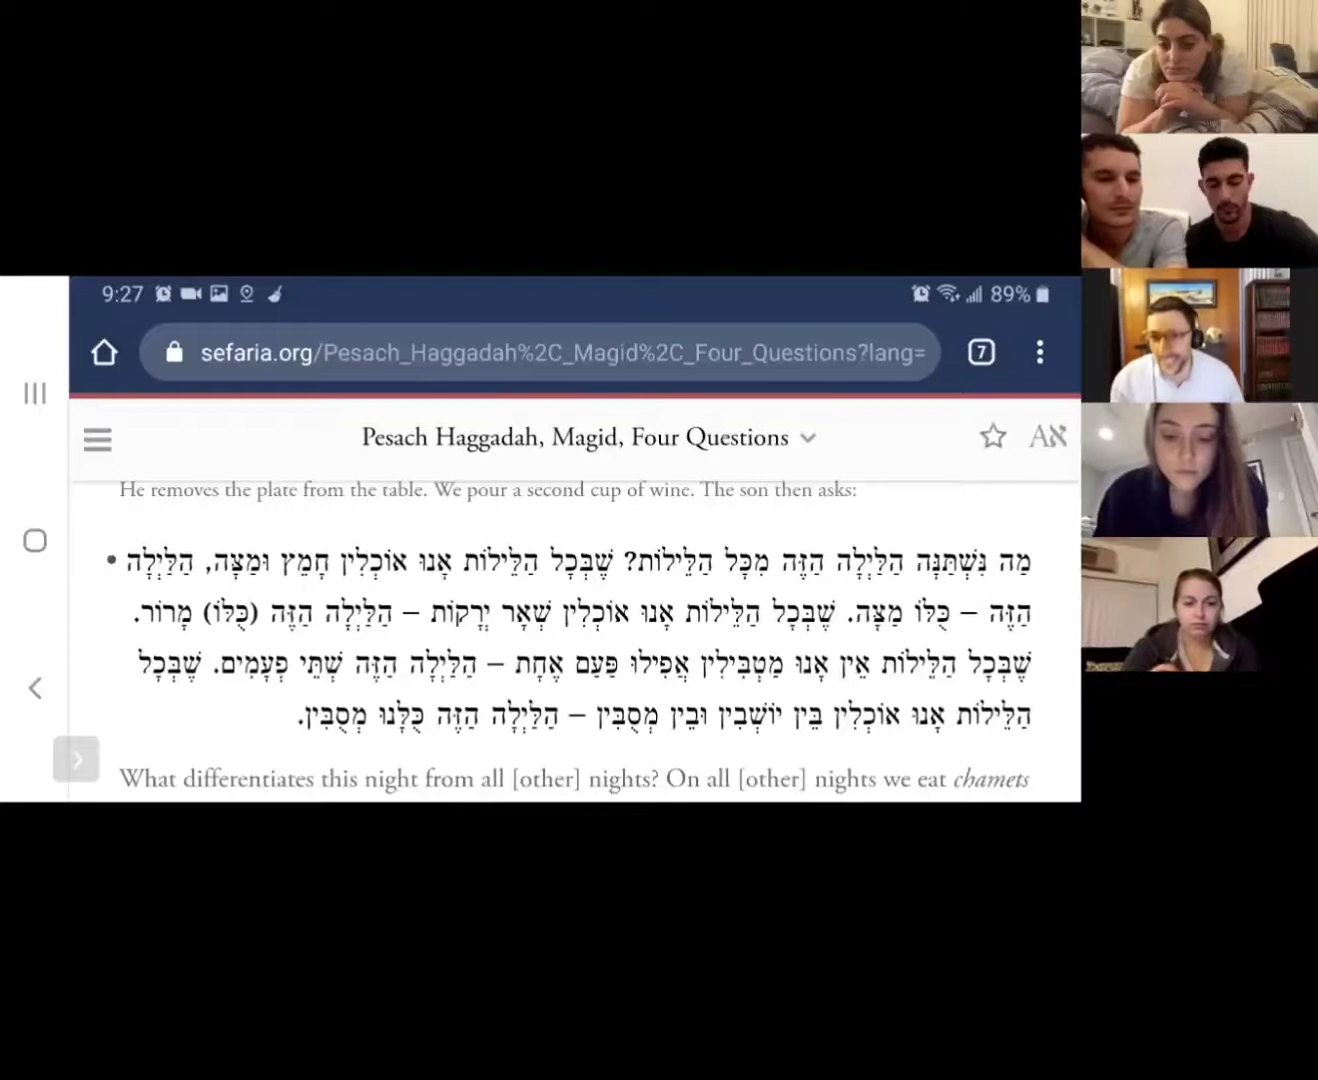 9:27
89%
sefaria.org/Pesach_Haggadah%2C_Magid%2C_Four_Questions?lang=
7
Pesach Haggadah, Magid, Four Questions
Aא
He removes the plate from the table. We pour a second cup of wine. The son then asks:
מַה נִּשְׁתַּנָּה הַלַּיְלָה הַזֶּה מִכָּל הַלֵּילוֹת? שֶׁבְּכָל הַלֵּילוֹת אָנוּ אוֹכְלִין חָמֵץ וּמַצָּה, הַלַּיְלָה
הַזֶּה – כֻּלּוֹ מַצָּה. שֶׁבְּכָל הַלֵּילוֹת אָנוּ אוֹכְלִין שְׁאָר יְרָקוֹת – הַלַּיְלָה הַזֶּה (כֻּלּוֹ) מָרוֹר.
שֶׁבְּכָל הַלֵּילוֹת אֵין אָנוּ מַטְבִּילִין אֲפִילוּ פַּעַם אֶחָת – הַלַּיְלָה הַזֶּה שְׁתֵּי פְעָמִים. שֶׁבְּכָל
הַלֵּילוֹת אָנוּ אוֹכְלִין בֵּין יוֹשְׁבִין וּבֵין מְסֻבִּין – הַלַּיְלָה הַזֶּה כֻּלָּנוּ מְסֻבִּין.
What differentiates this night from all [other] nights? On all [other] nights we eat chamets